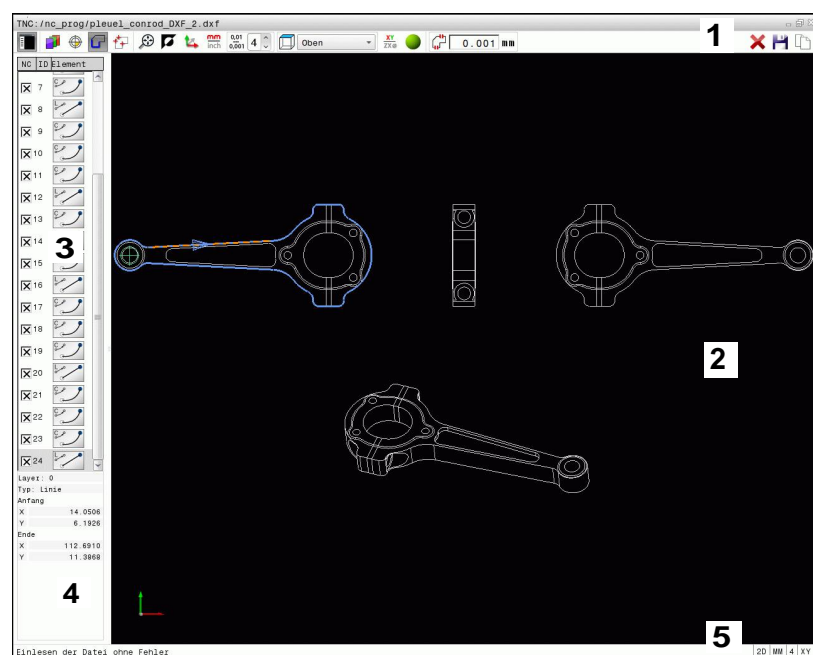 TNC:/nc_prog/pleuel_conrod_DXF_2.dxf
mm inch 0,01 0,001 4 Oben XY ZX 0.001 mm 1
NC ID Element
C 7
L 8
C 9
C 10
C 11
L 12
C 13
14
3
15
L 16
C 17
C 18
C 19
L 20
C 21
C 22
C 23
L 24
2
Layer: 0
Typ: Linie
Anfang
X 14.0506
Y 6.1926
Ende
X 112.6910
Y 11.3868
4
5
Einlesen der Datei ohne Fehler 2D MM 4 XY